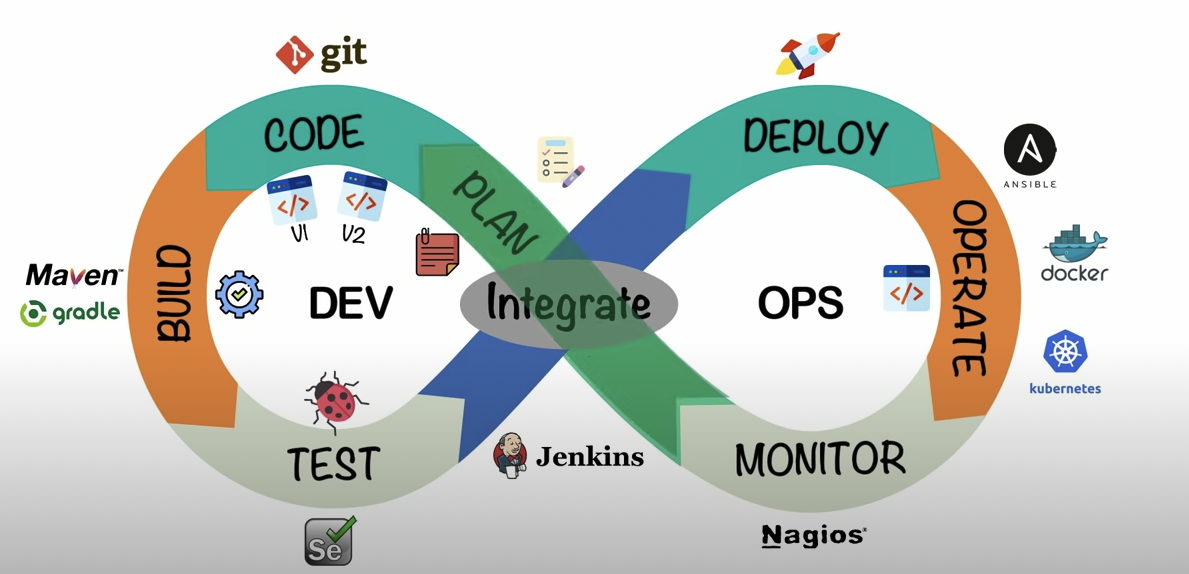 git
CODE
DEPLOY
PLAN
</>
</>
V1
V2
ANSIBLE
BUILD
Maven™
gradle
DEV
Integrate
OPS
</>
OPERATE
docker
kubernetes
TEST
Jenkins
MONITOR
Se
Nagios®